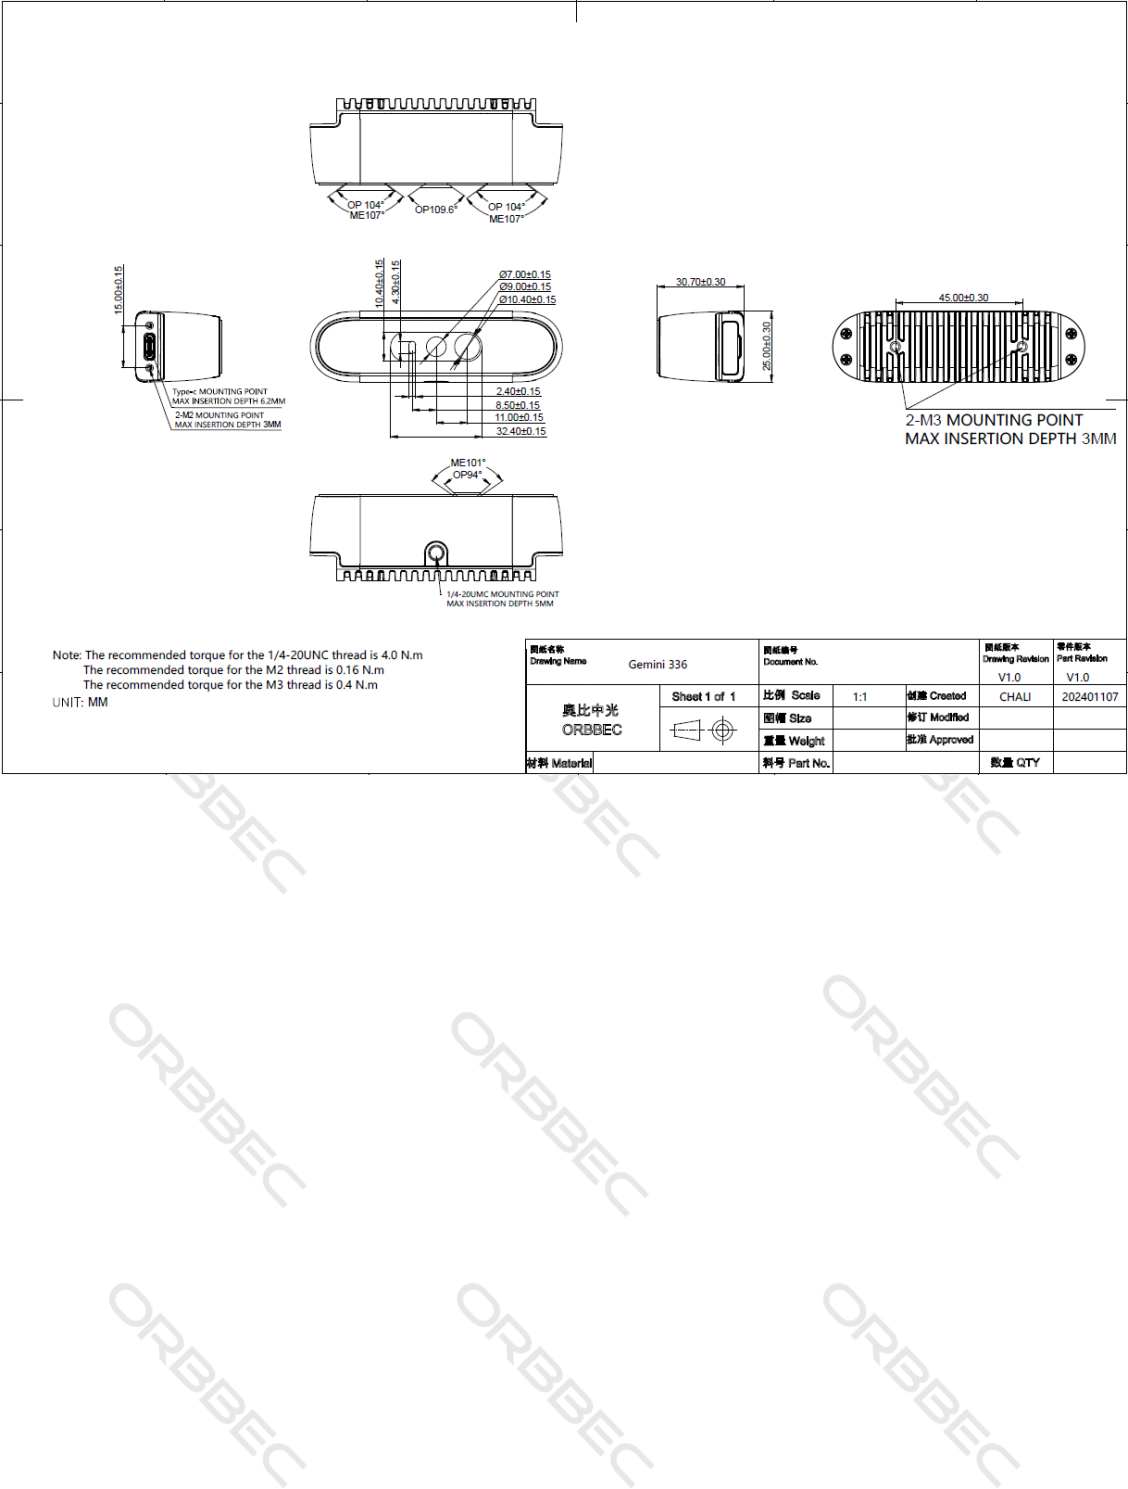 OP 104°
ME107°
OP109.6°
OP 104°
ME107°
15.00±0.15
Type-c MOUNTING POINT
MAX INSERTION DEPTH 6.2MM
2-M2 MOUNTING POINT
MAX INSERTION DEPTH 3MM
10.40±0.15
4.30±0.15
Ø7.00±0.15
Ø9.00±0.15
Ø10.40±0.15
2.40±0.15
8.50±0.15
11.00±0.15
32.40±0.15
30.70±0.30
25.00±0.30
45.00±0.30
2-M3 MOUNTING POINT
MAX INSERTION DEPTH 3MM
ME101°
OP94°
1/4-20UMC MOUNTING POINT
MAX INSERTION DEPTH 5MM
Note: The recommended torque for the 1/4-20UNC thread is 4.0 N.m
The recommended torque for the M2 thread is 0.16 N.m
The recommended torque for the M3 thread is 0.4 N.m
UNIT: MM
图纸名称
Drawing Name
Gemini 336
图纸编号
Document No.
图纸版本
Drawing Revision
V1.0
零件版本
Part Revision
V1.0
奥比中光
ORBBEC
Sheet 1 of 1
比例 Scale
1:1
创建 Created
CHALI
202401107
图幅 Size
修订 Modified
重量 Weight
批准 Approved
材料 Material
料号 Part No.
数量 QTY
ORBBEC
ORBBEC
ORBBEC
ORBBEC
ORBBEC
ORBBEC